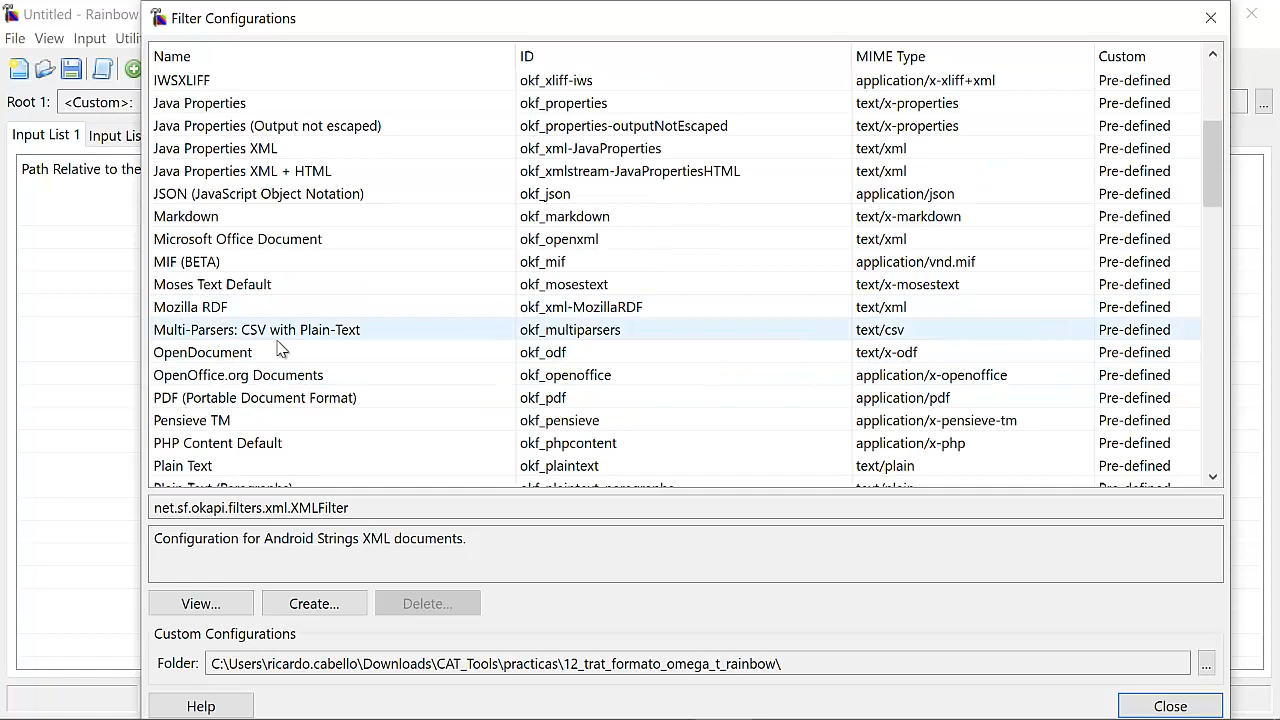 Untitled - Rainbow
Filter Configurations
File View Input Utili
Root 1: <Custom>:
...
Input List 1 Input Lis
Path Relative to the
Name ID MIME Type Custom
IWSXLIFF okf_xliff-iws application/x-xliff+xml Pre-defined
Java Properties okf_properties text/x-properties Pre-defined
Java Properties (Output not escaped) okf_properties-outputNotEscaped text/x-properties Pre-defined
Java Properties XML okf_xml-JavaProperties text/xml Pre-defined
Java Properties XML + HTML okf_xmlstream-JavaPropertiesHTML text/xml Pre-defined
JSON (JavaScript Object Notation) okf_json application/json Pre-defined
Markdown okf_markdown text/x-markdown Pre-defined
Microsoft Office Document okf_openxml text/xml Pre-defined
MIF (BETA) okf_mif application/vnd.mif Pre-defined
Moses Text Default okf_mosestext text/x-mosestext Pre-defined
Mozilla RDF okf_xml-MozillaRDF text/xml Pre-defined
Multi-Parsers: CSV with Plain-Text okf_multiparsers text/csv Pre-defined
OpenDocument okf_odf text/x-odf Pre-defined
OpenOffice.org Documents okf_openoffice application/x-openoffice Pre-defined
PDF (Portable Document Format) okf_pdf application/pdf Pre-defined
Pensieve TM okf_pensieve application/x-pensieve-tm Pre-defined
PHP Content Default okf_phpcontent application/x-php Pre-defined
Plain Text okf_plaintext text/plain Pre-defined
net.sf.okapi.filters.xml.XMLFilter
Configuration for Android Strings XML documents.
View... Create... Delete...
Custom Configurations
Folder: C:\Users\ricardo.cabello\Downloads\CAT_Tools\practicas\12_trat_formato_omega_t_rainbow\ ...
Help Close